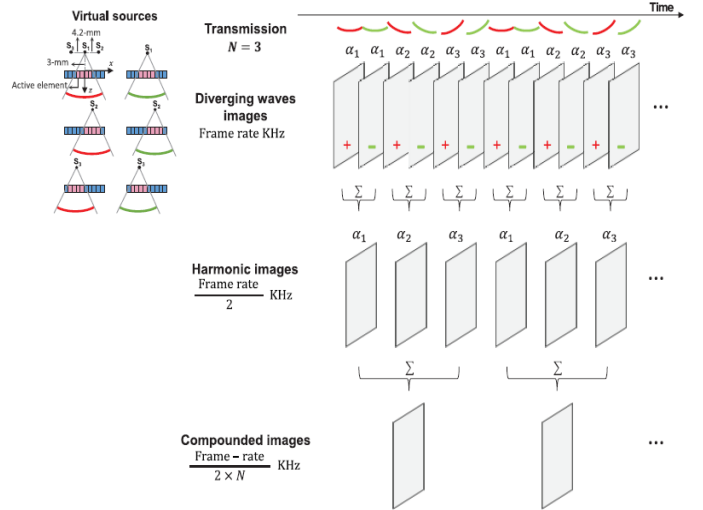 Virtual sources
4.2-mm
S₃ S₁ S₂
3-mm
x
Active element
z
S₁
S₂
S₂
S₃
S₃
Time
Transmission
N = 3
α₁ α₁ α₂ α₂ α₃ α₃ α₁ α₁ α₂ α₂ α₃ α₃
Diverging waves
images
Frame rate KHz
+ − + − + − + − + − + −
...
Σ Σ Σ Σ Σ Σ
α₁ α₂ α₃ α₁ α₂ α₃
Harmonic images
Frame rate
2
KHz
...
Σ Σ
Compounded images
Frame − rate
2 × N
KHz
...